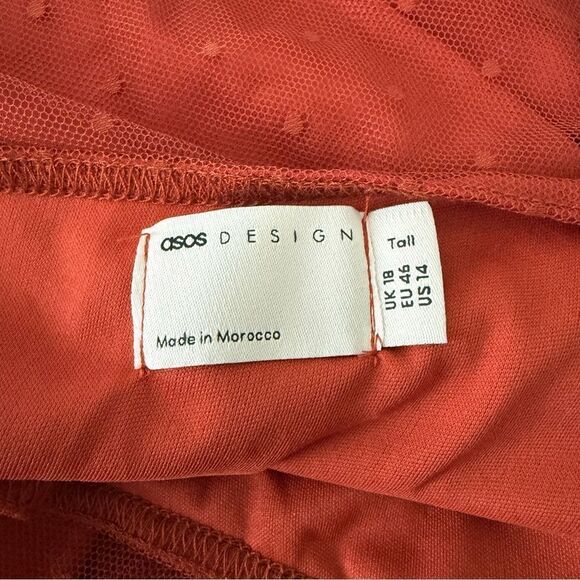 asos DESIGN
Made in Morocco
Tall
UK 18
EU 46
US 14